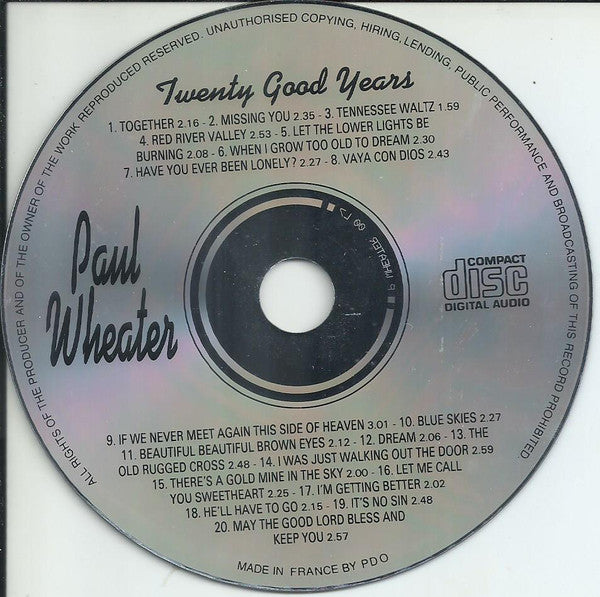 ALL RIGHTS OF THE PRODUCER AND OF THE OWNER OF THE WORK REPRODUCED RESERVED. UNAUTHORISED COPYING, HIRING, LENDING, PUBLIC PERFORMANCE AND BROADCASTING OF THIS RECORD PROHIBITED.
Twenty Good Years
1. TOGETHER 2.16 - 2. MISSING YOU 2.35 - 3. TENNESSEE WALTZ 1.59
4. RED RIVER VALLEY 2.53 - 5. LET THE LOWER LIGHTS BE
BURNING 2.08 - 6. WHEN I GROW TOO OLD TO DREAM 2.30
7. HAVE YOU EVER BEEN LONELY? 2.27 - 8. VAYA CON DIOS 2.43
Paul
Wheater
P WHEATER
COMPACT
disc
DIGITAL AUDIO
9. IF WE NEVER MEET AGAIN THIS SIDE OF HEAVEN 3.01 - 10. BLUE SKIES 2.27
11. BEAUTIFUL BEAUTIFUL BROWN EYES 2.12 - 12. DREAM 2.06 - 13. THE
OLD RUGGED CROSS 2.48 - 14. I WAS JUST WALKING OUT THE DOOR 2.59
15. THERE'S A GOLD MINE IN THE SKY 2.00 - 16. LET ME CALL
YOU SWEETHEART 2.25 - 17. I'M GETTING BETTER 2.02
18. HE'LL HAVE TO GO 2.15 - 19. IT'S NO SIN 2.48
20. MAY THE GOOD LORD BLESS AND
KEEP YOU 2.57
MADE IN FRANCE BY PDO